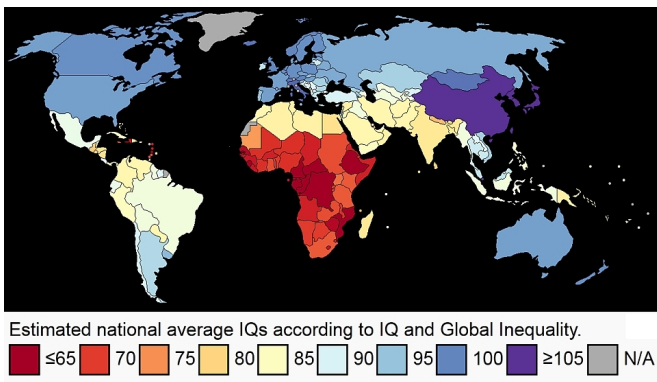 Estimated national average IQs according to IQ and Global Inequality.
≤65 70 75 80 85 90 95 100 ≥105 N/A